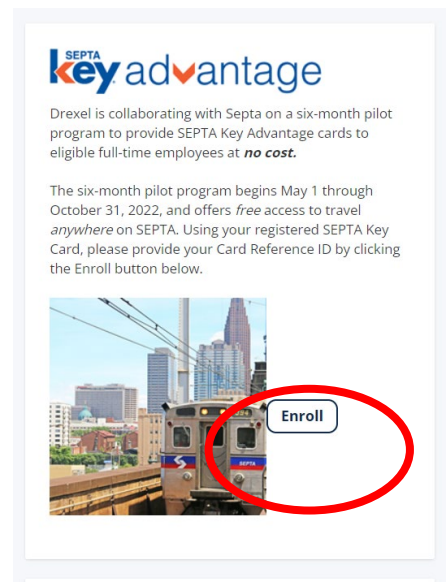 SEPTA
key advantage
Drexel is collaborating with Septa on a six-month pilot
program to provide SEPTA Key Advantage cards to
eligible full-time employees at no cost.
The six-month pilot program begins May 1 through
October 31, 2022, and offers free access to travel
anywhere on SEPTA. Using your registered SEPTA Key
Card, please provide your Card Reference ID by clicking
the Enroll button below.
Enroll
SEPTA